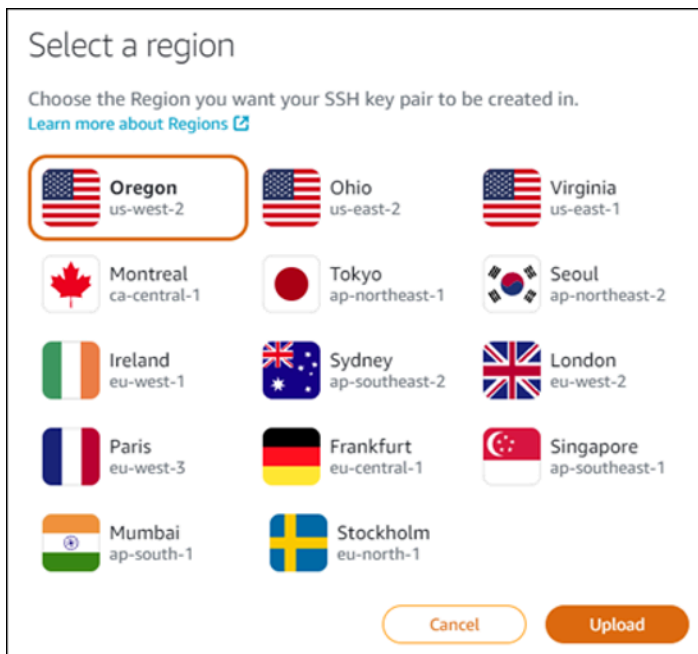 Select a region
Choose the Region you want your SSH key pair to be created in.
Learn more about Regions
Oregon
us-west-2
Ohio
us-east-2
Virginia
us-east-1
Montreal
ca-central-1
Tokyo
ap-northeast-1
Seoul
ap-northeast-2
Ireland
eu-west-1
Sydney
ap-southeast-2
London
eu-west-2
Paris
eu-west-3
Frankfurt
eu-central-1
Singapore
ap-southeast-1
Mumbai
ap-south-1
Stockholm
eu-north-1
Cancel
Upload